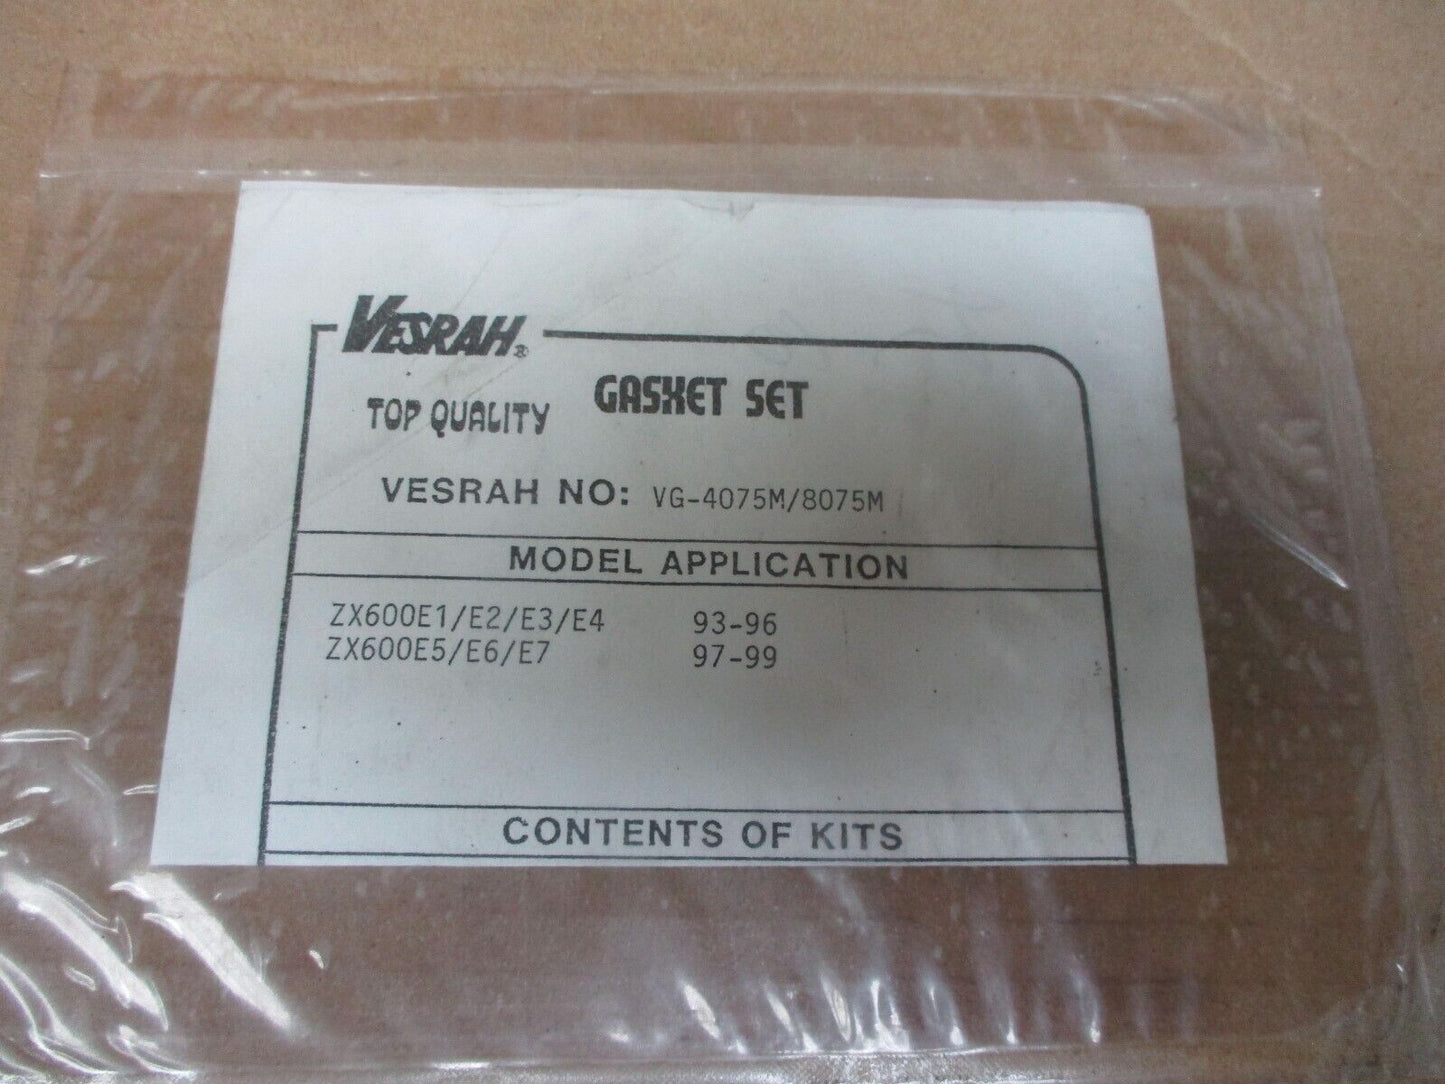 VESRAH®
TOP QUALITY GASKET SET
VESRAH NO: VG-4075M/8075M
MODEL APPLICATION
ZX600E1/E2/E3/E4 93-96
ZX600E5/E6/E7 97-99
CONTENTS OF KITS